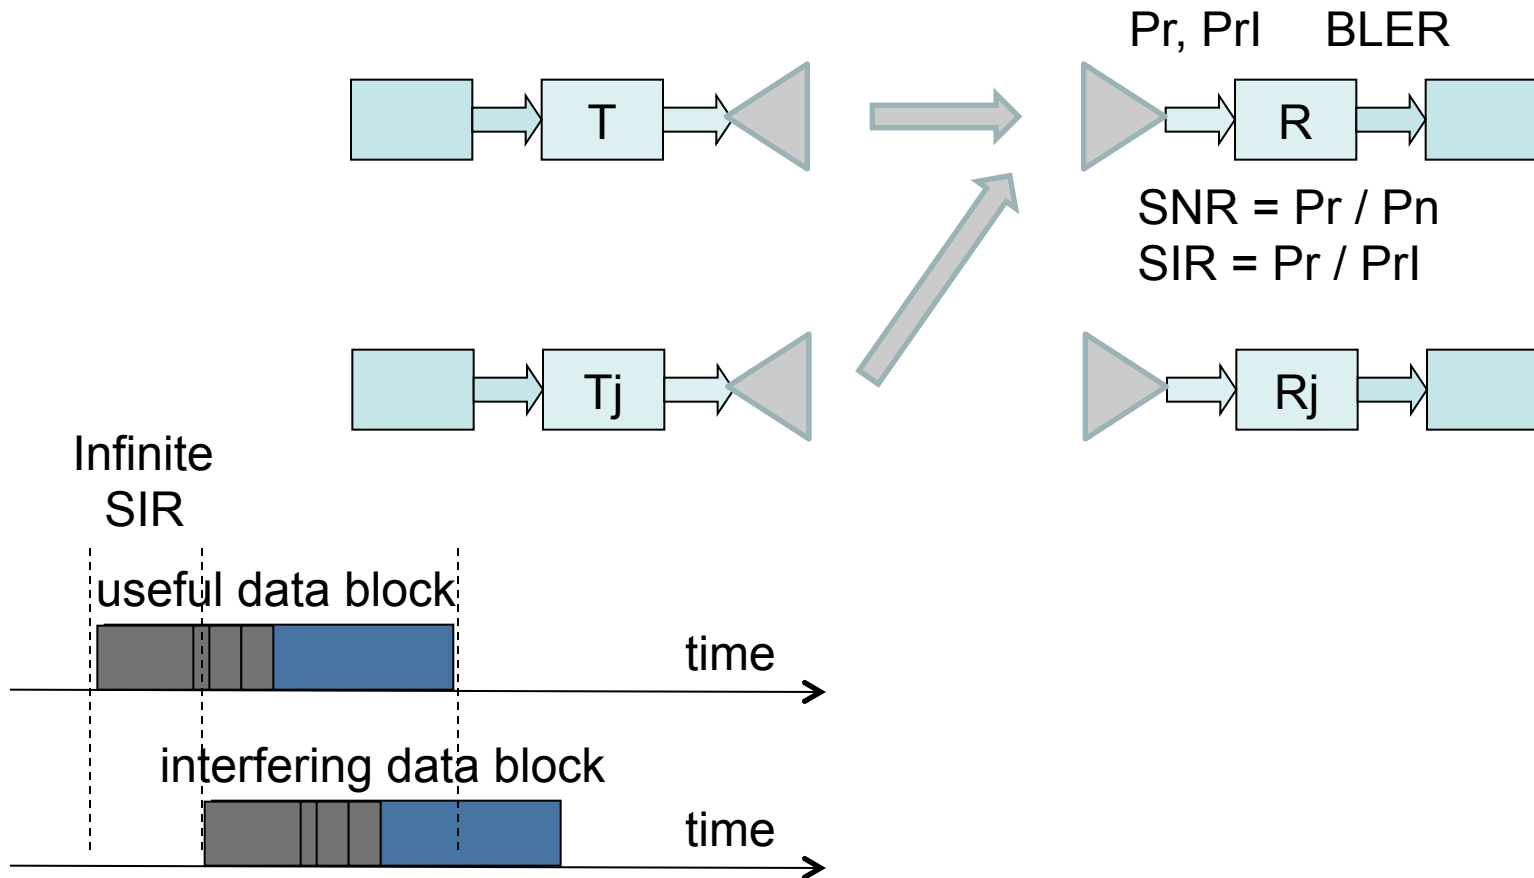 Pr, PrI BLER
T
R
SNR = Pr / Pn
SIR = Pr / PrI
Tj
Rj
Infinite
SIR
useful data block
time
interfering data block
time